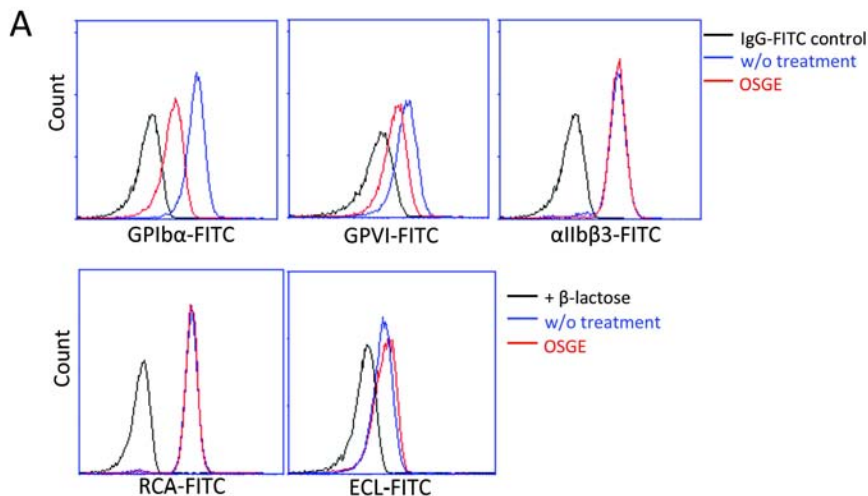 A
Count
GPIbα-FITC
GPVI-FITC
αIIbβ3-FITC
IgG-FITC control
w/o treatment
OSGE
Count
RCA-FITC
ECL-FITC
+ β-lactose
w/o treatment
OSGE